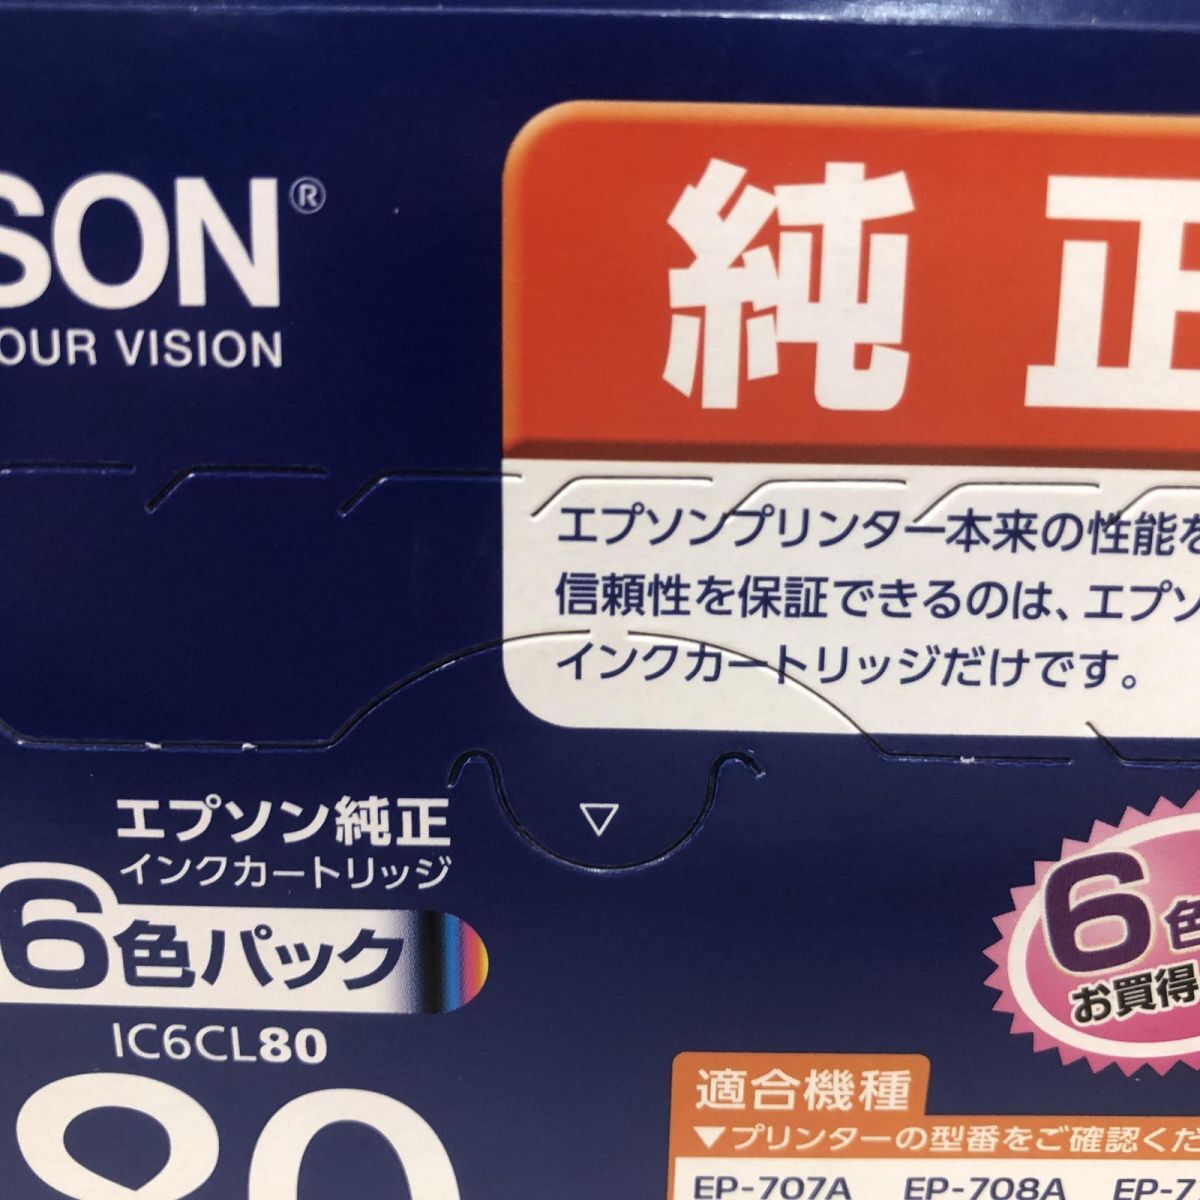 SON®
OUR VISION
純正
エプソンプリンター本来の性能を
信頼性を保証できるのは、エプソ
インクカートリッジだけです。
エプソン純正
インクカートリッジ
6色パック
IC6CL80
80
6色
お買得
適合機種
▼プリンターの型番をご確認くだ
EP-707A EP-708A EP-7